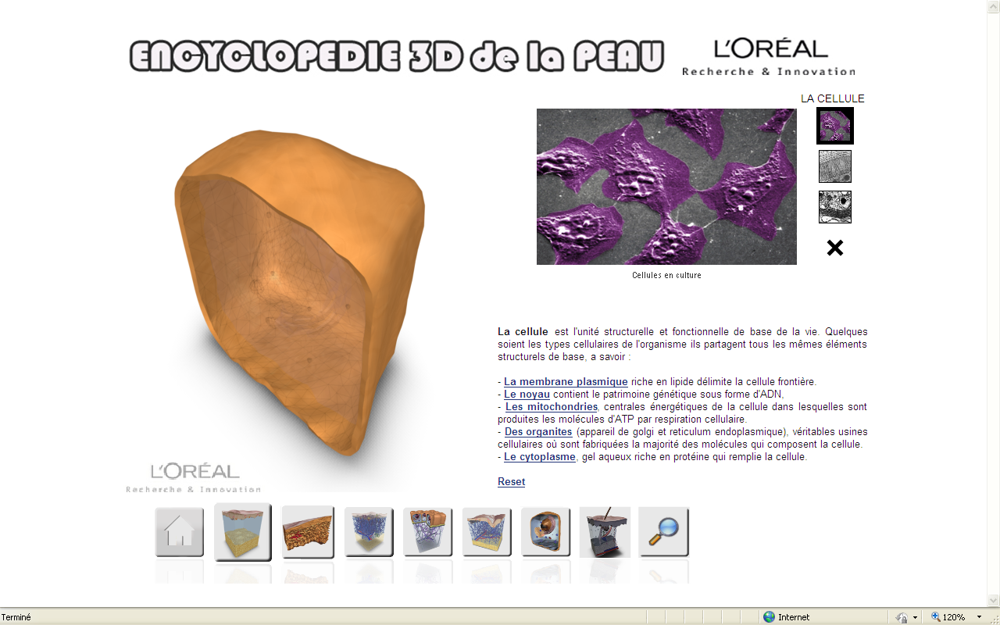 ENCYCLOPEDIE 3D de la PEAU
L'ORÉAL
Recherche & Innovation
LA CELLULE
Cellules en culture
La cellule est l'unité structurelle et fonctionnelle de base de la vie. Quelques
soient les types cellulaires de l'organisme ils partagent tous les mêmes éléments
structurels de base, a savoir :
- La membrane plasmique riche en lipide délimite la cellule frontière.
- Le noyau contient le patrimoine génétique sous forme d'ADN,
- Les mitochondries, centrales énergétiques de la cellule dans lesquelles sont
produites les molécules d'ATP par respiration cellulaire.
- Des organites (appareil de golgi et reticulum endoplasmique), véritables usines
cellulaires où sont fabriquées la majorité des molécules qui composent la cellule.
- Le cytoplasme, gel aqueux riche en protéine qui remplie la cellule.
Reset
L'ORÉAL
Recherche & Innovation
Terminé
Internet
120%